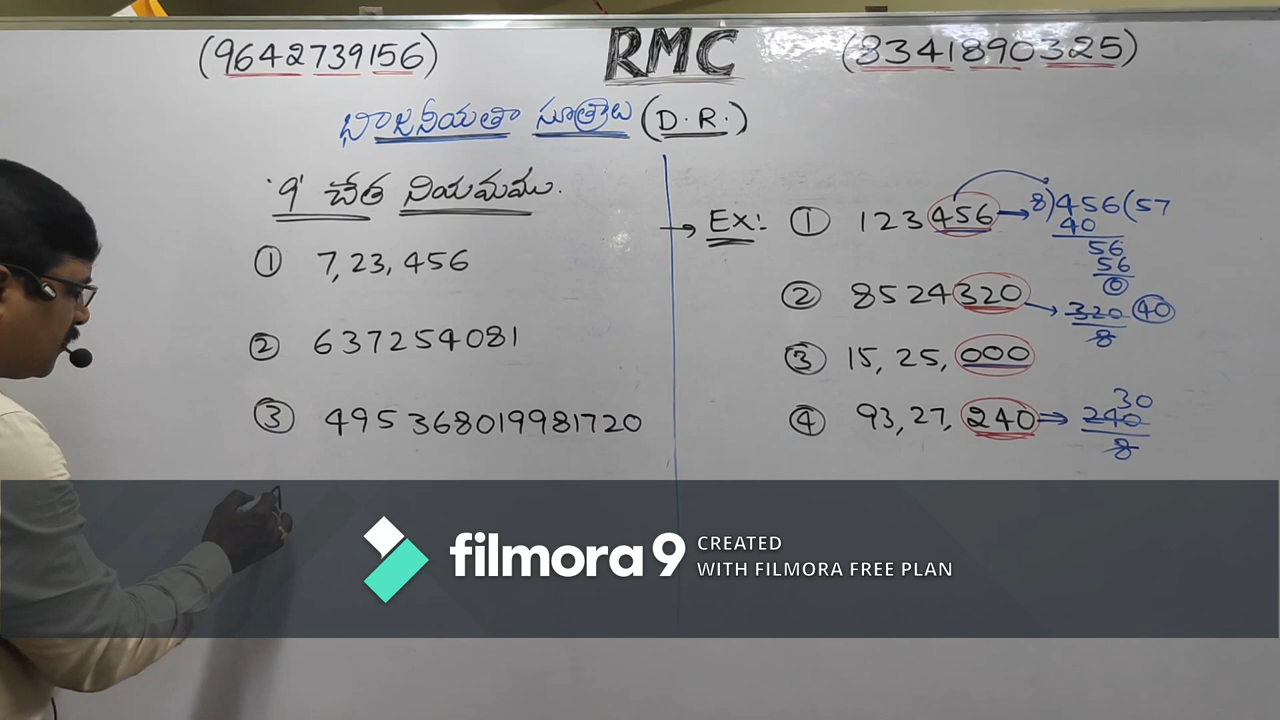 (9642739156) RMC (8341890325)
భాజనీయతా సూత్రాలు (D.R.)
'9' చేత నియమము.
① 7,23,456
② 637254081
③ 495368019981720
→ Ex: ① 123456 → 8)456(57
40
56
56
0
② 8524320 → 320/8 40
③ 15,25,000
④ 93,27,240 ⇒ 240/8 30
filmora 9 CREATED
WITH FILMORA FREE PLAN